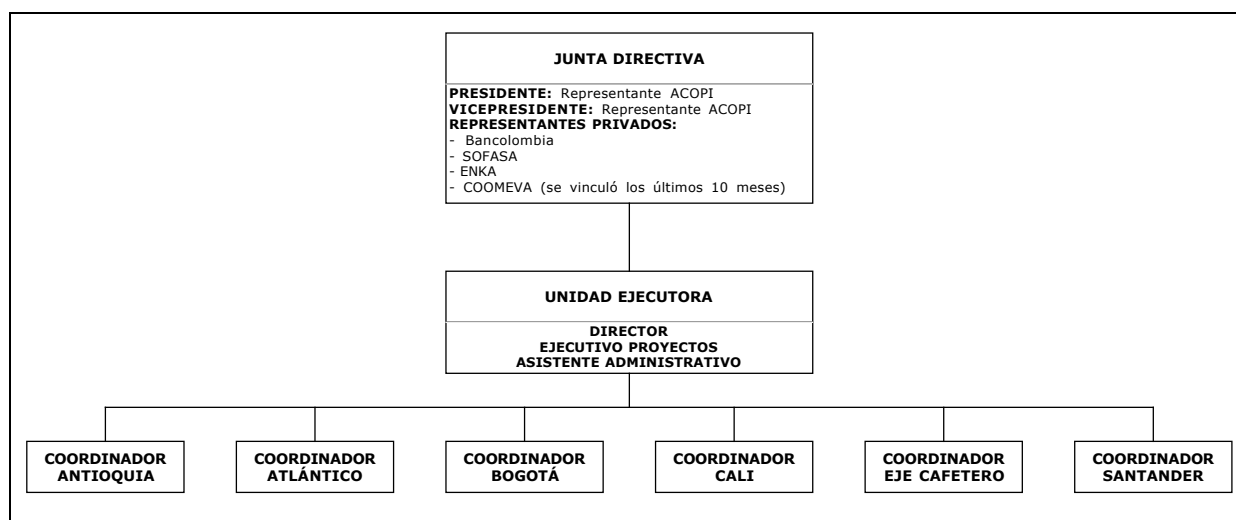 JUNTA DIRECTIVA
PRESIDENTE: Representante ACOPI
VICEPRESIDENTE: Representante ACOPI
REPRESENTANTES PRIVADOS:
- Bancolombia
- SOFASA
- ENKA
- COOMEVA (se vinculó los últimos 10 meses)
UNIDAD EJECUTORA
DIRECTOR
EJECUTIVO PROYECTOS
ASISTENTE ADMINISTRATIVO
COORDINADOR
ANTIOQUIA
COORDINADOR
ATLÁNTICO
COORDINADOR
BOGOTÁ
COORDINADOR
CALI
COORDINADOR
EJE CAFETERO
COORDINADOR
SANTANDER